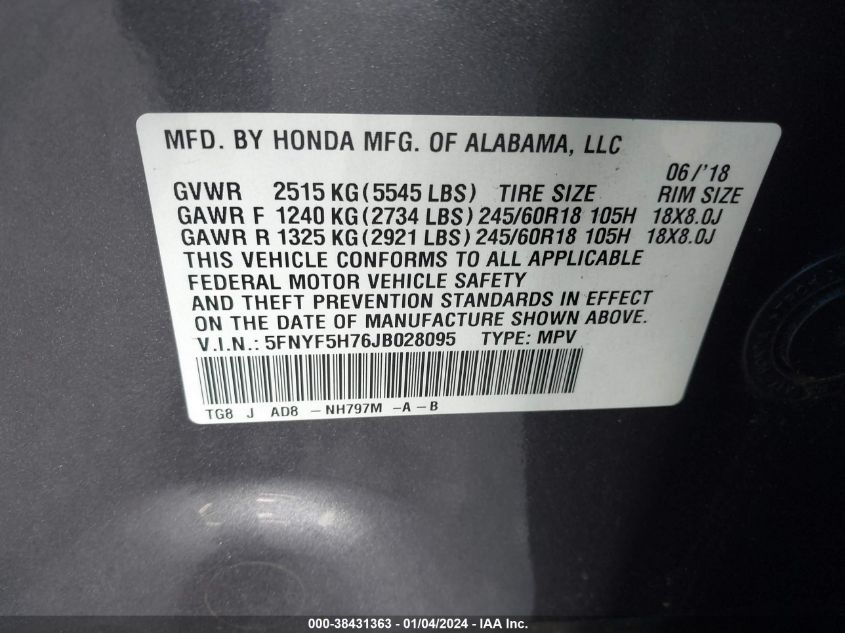 MFD. BY HONDA MFG. OF ALABAMA, LLC
06/'18
GVWR 2515 KG (5545 LBS) TIRE SIZE RIM SIZE
GAWR F 1240 KG (2734 LBS) 245/60R18 105H 18X8.0J
GAWR R 1325 KG (2921 LBS) 245/60R18 105H 18X8.0J
THIS VEHICLE CONFORMS TO ALL APPLICABLE
FEDERAL MOTOR VEHICLE SAFETY
AND THEFT PREVENTION STANDARDS IN EFFECT
ON THE DATE OF MANUFACTURE SHOWN ABOVE.
V.I.N.: 5FNYF5H76JB028095 TYPE: MPV
TG8 J AD8 - NH797M -A - B
000-38431363 - 01/04/2024 - IAA Inc.